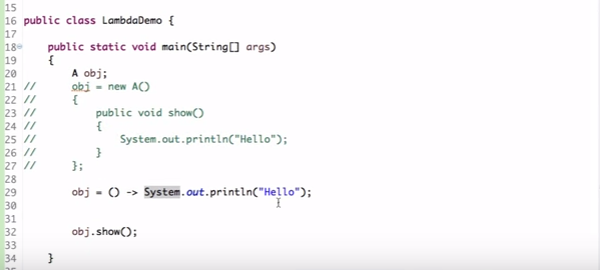 15
16 public class LambdaDemo {
17
18 public static void main(String[] args)
19 {
20 A obj;
21 // obj = new A()
22 // {
23 // public void show()
24 // {
25 // System.out.println("Hello");
26 // }
27 // };
28
29 obj = () -> System.out.println("Hello");
30
31
32 obj.show();
33
34 }